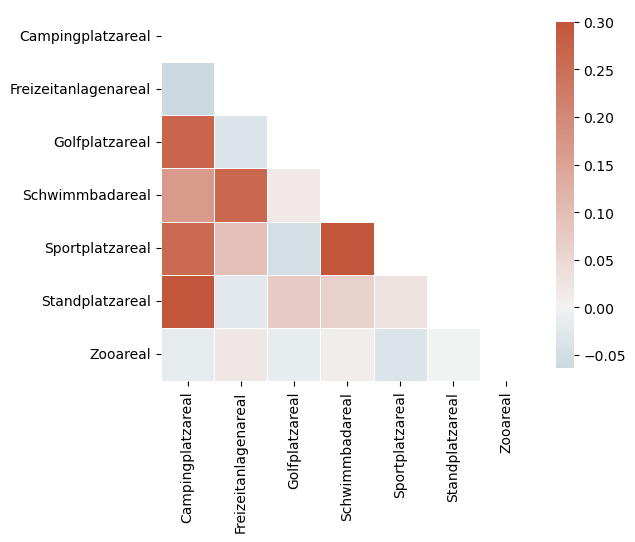 Campingplatzareal
Freizeitanlagenareal
Golfplatzareal
Schwimmbadareal
Sportplatzareal
Standplatzareal
Zooareal
Campingplatzareal
Freizeitanlagenareal
Golfplatzareal
Schwimmbadareal
Sportplatzareal
Standplatzareal
Zooareal
0.30
0.25
0.20
0.15
0.10
0.05
0.00
−0.05